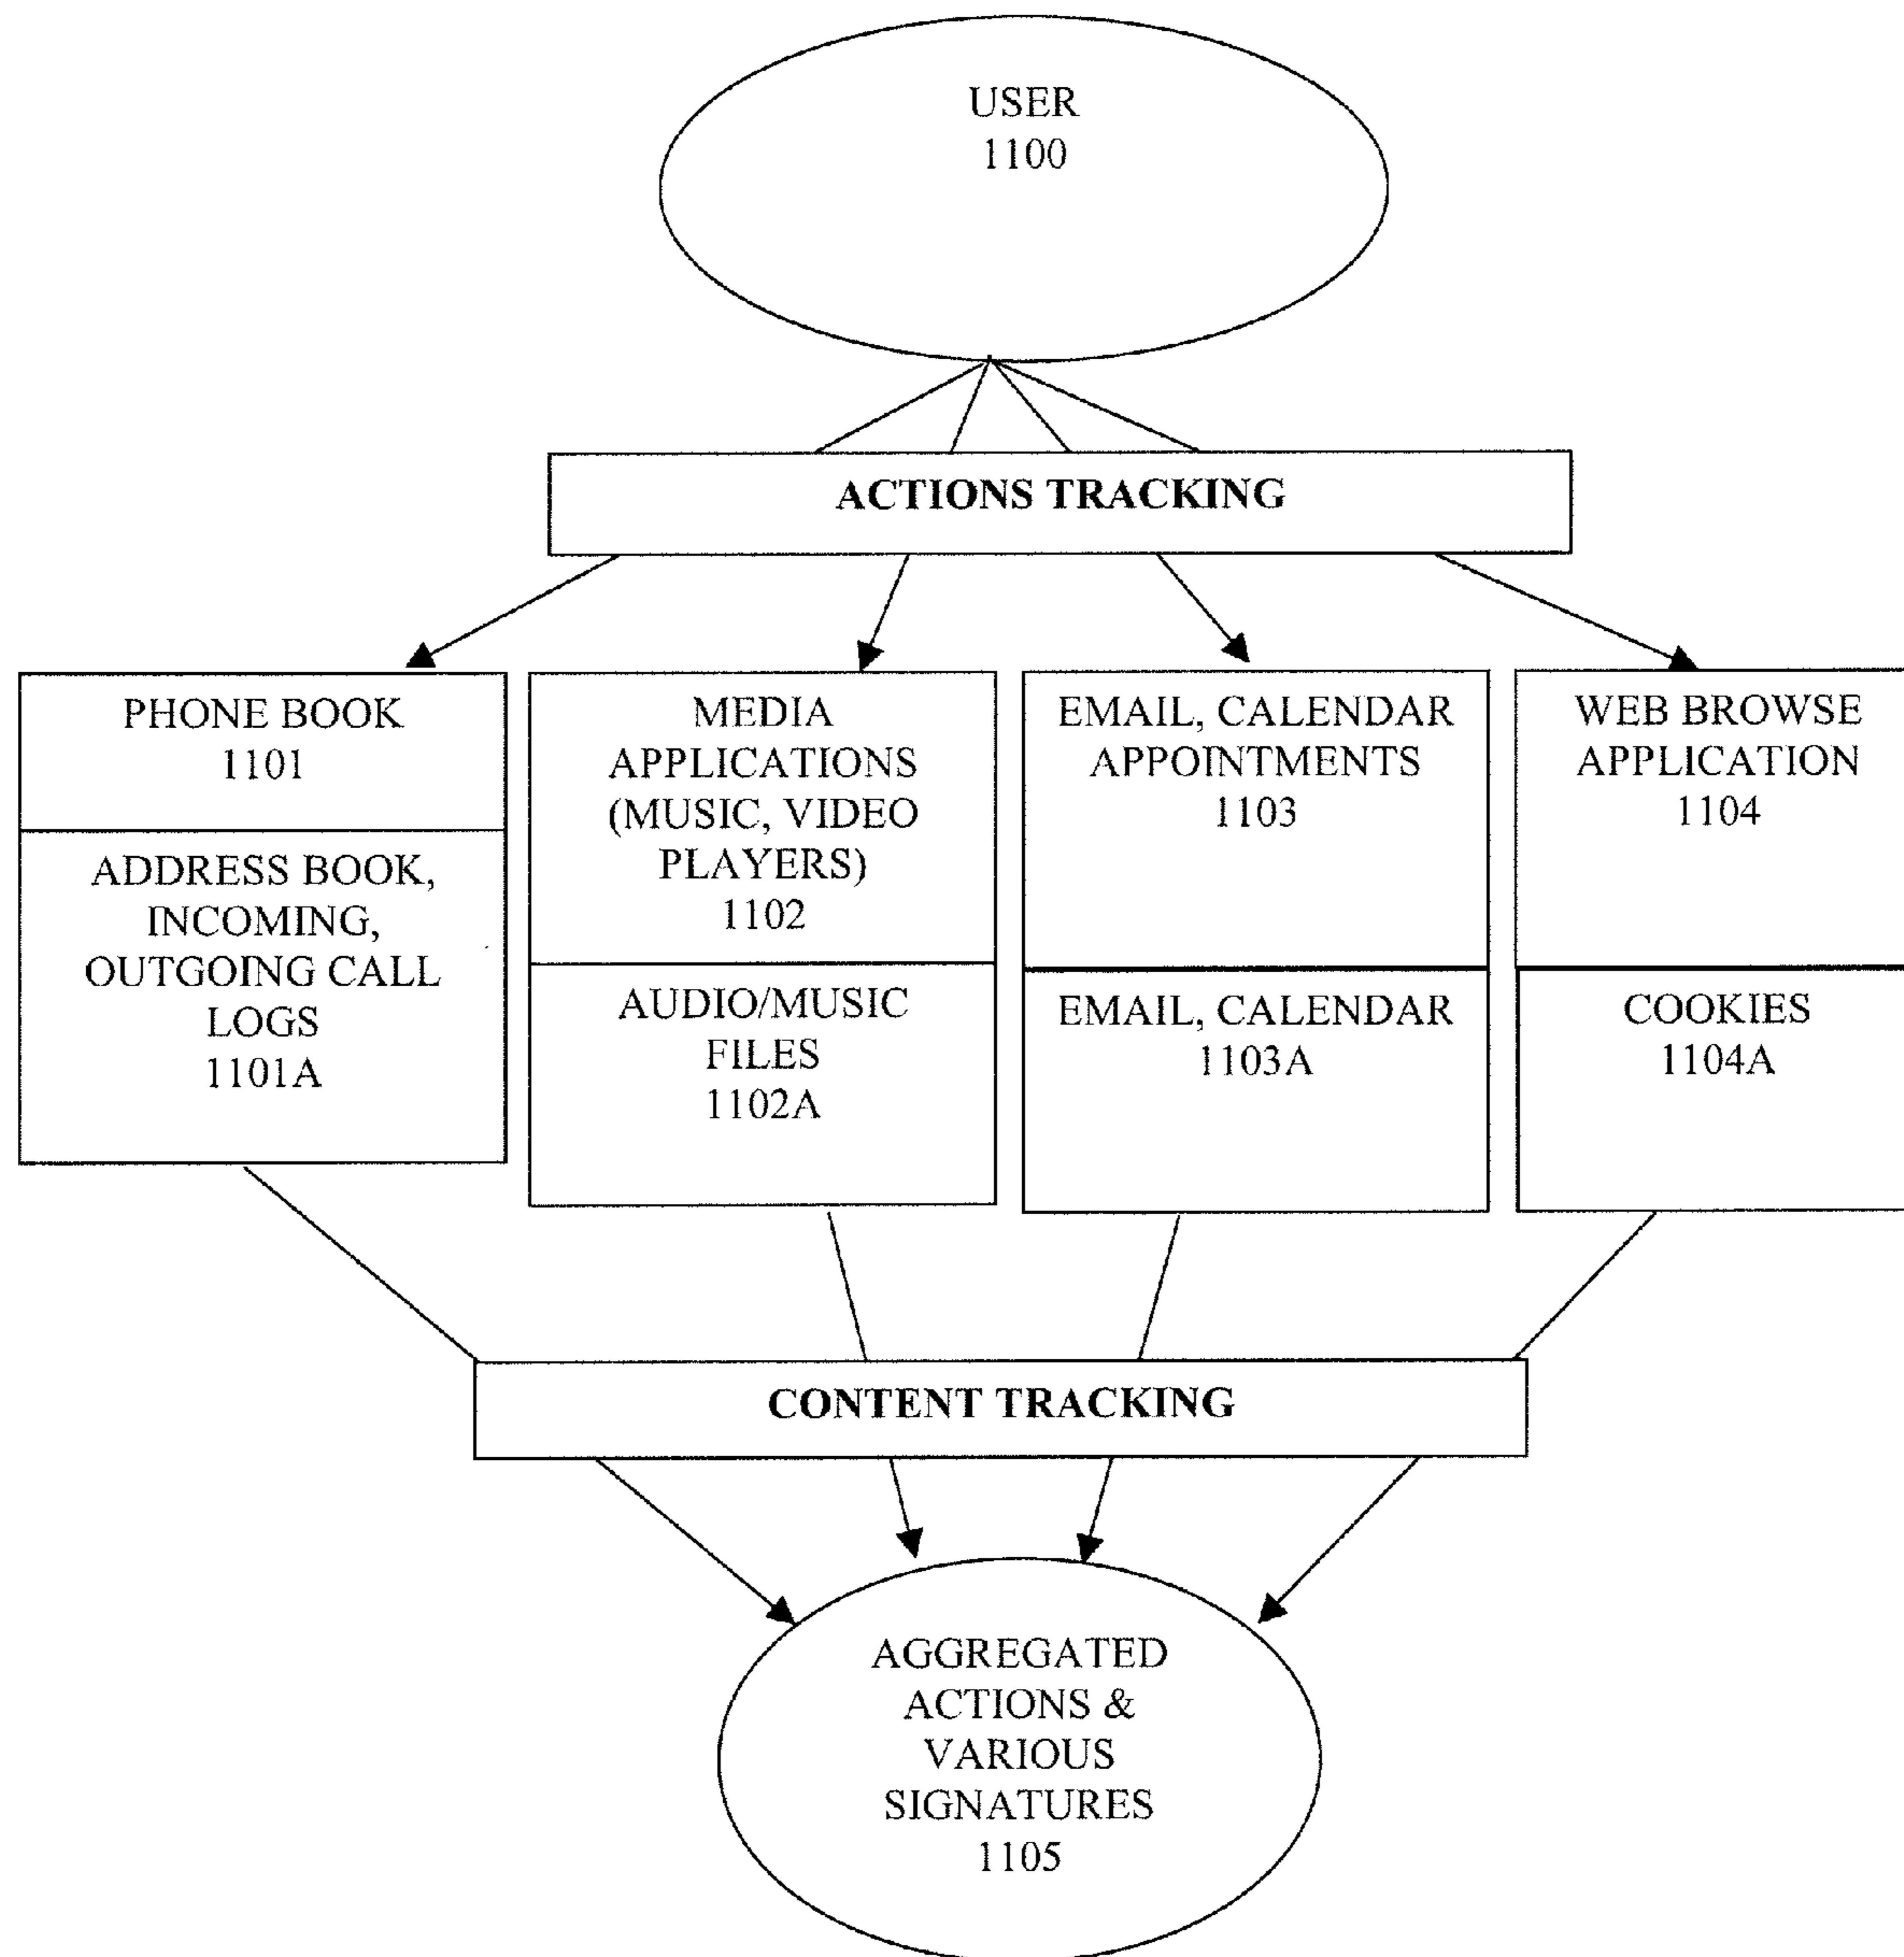 USER
1100
ACTIONS TRACKING
PHONE BOOK
1101
ADDRESS BOOK,
INCOMING,
OUTGOING CALL
LOGS
1101A
MEDIA
APPLICATIONS
(MUSIC, VIDEO
PLAYERS)
1102
AUDIO/MUSIC
FILES
1102A
EMAIL, CALENDAR
APPOINTMENTS
1103
EMAIL, CALENDAR
1103A
WEB BROWSE
APPLICATION
1104
COOKIES
1104A
CONTENT TRACKING
AGGREGATED
ACTIONS &
VARIOUS
SIGNATURES
1105